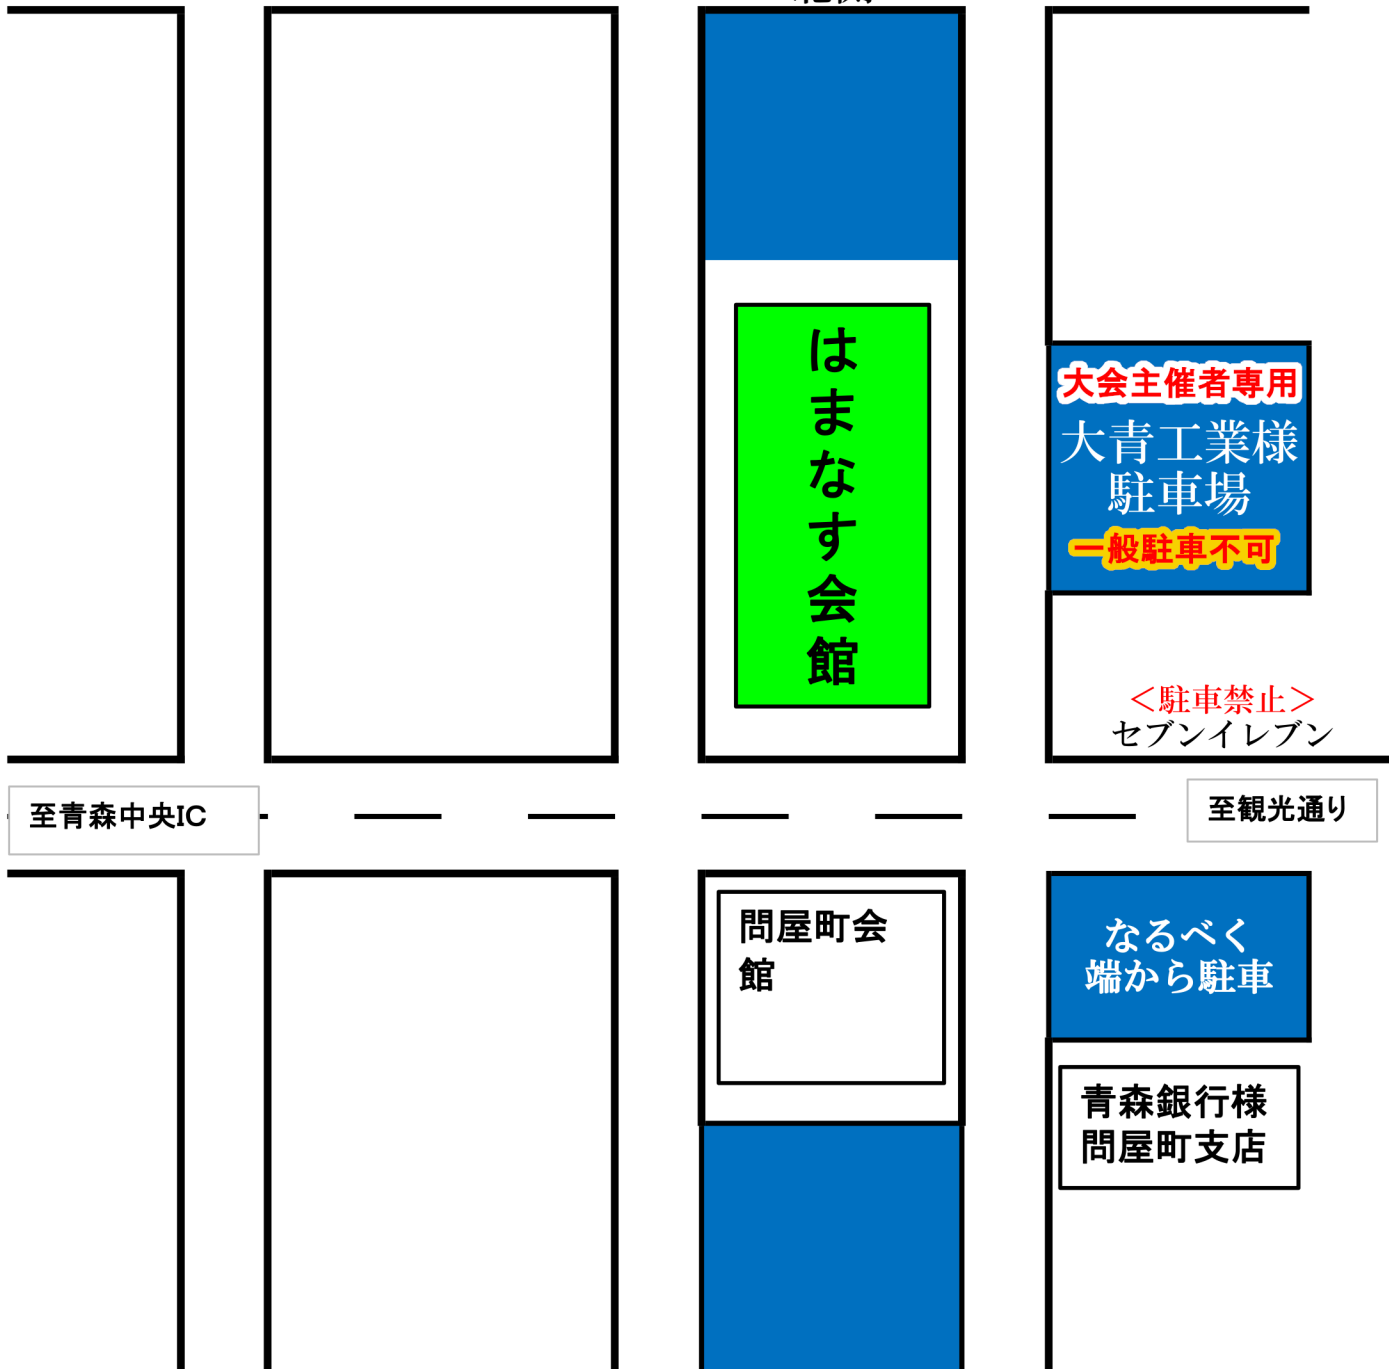 はまなす会館
大会主催者専用
大青工業様
駐車場
一般駐車不可
＜駐車禁止＞
セブンイレブン
至青森中央IC
至観光通り
問屋町会
館
なるべく
端から駐車
青森銀行様
問屋町支店